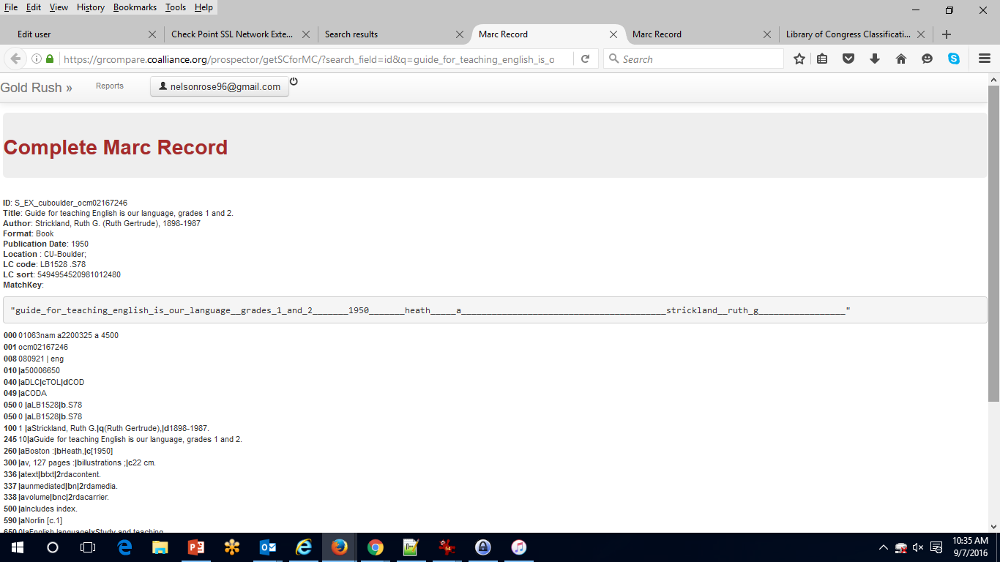 File Edit View History Bookmarks Tools Help
Edit user
Check Point SSL Network Exte...
Search results
Marc Record
Marc Record
Library of Congress Classificati...
https://grcompare.coalliance.org/prospector/getSCforMC/?search_field=id&q=guide_for_teaching_english_is_o
Search
Gold Rush »
Reports
nelsonrose96@gmail.com
Complete Marc Record
ID: S_EX_cuboulder_ocm02167246
Title: Guide for teaching English is our language, grades 1 and 2.
Author: Strickland, Ruth G. (Ruth Gertrude), 1898-1987
Format: Book
Publication Date: 1950
Location : CU-Boulder;
LC code: LB1528 .S78
LC sort: 5494954520981012480
MatchKey:
"guide_for_teaching_english_is_our_language__grades_1_and_2_______1950_______heath_____a________________________________________strickland__ruth_g_________________"
000 01063nam a2200325 a 4500
001 ocm02167246
008 080921 | eng
010 |a50006650
040 |aDLC|cTOL|dCOD
049 |aCODA
050 0 |aLB1528|b.S78
050 0 |aLB1528|b.S78
100 1 |aStrickland, Ruth G.|q(Ruth Gertrude),|d1898-1987.
245 10|aGuide for teaching English is our language, grades 1 and 2.
260 |aBoston :|bHeath,|c[1950]
300 |av, 127 pages :|billustrations ;|c22 cm.
336 |atext|btxt|2rdacontent.
337 |aunmediated|bn|2rdamedia.
338 |avolume|bnc|2rdacarrier.
500 |aIncludes index.
590 |aNorlin [c.1]
650 0|aEnglish language|xStudy and teaching
10:35 AM
9/7/2016